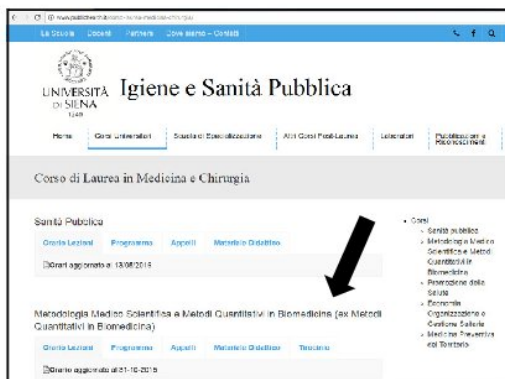 La Scuola Docenti Partners Dove siamo – Contatti
UNIVERSITÀ
DI SIENA
1240
Igiene e Sanità Pubblica
Home Corsi Universitari Scuola di Specializzazione Altri Corsi Post-Laurea Laboratori Pubblicazioni e
Riconoscimenti
Corso di Laurea in Medicina e Chirurgia
Sanità Pubblica
Orario Lezioni Programma Appelli Materiale Didattico
Orari aggiornato al
Metodologia Medico Scientifica e Metodi Quantitativi in Biomedicina (ex Metodi
Quantitativi in Biomedicina)
Orario Lezioni Programma Appelli Materiale Didattico Tirocinio
Orario aggiornato al 31-10-2015
Corsi
Sanità pubblica
Metodologia Medico
Scientifica e Metodi
Quantitativi in
Biomedicina
Promozione della
Salute
Economia
Organizzazione e
Gestione Sanitaria
Medicina Preventiva
del Territorio